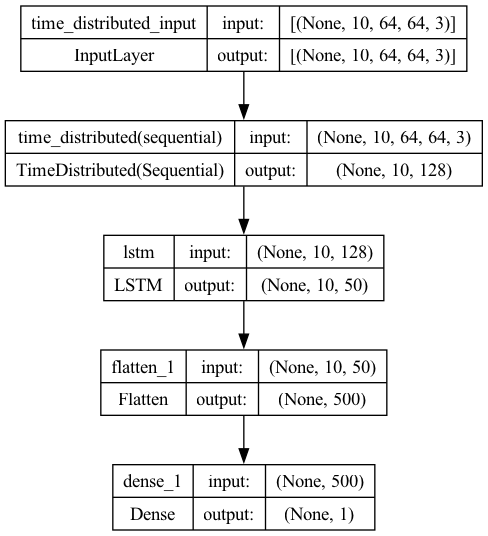 time_distributed_input input: [(None, 10, 64, 64, 3)]
InputLayer output: [(None, 10, 64, 64, 3)]
time_distributed(sequential) input: (None, 10, 64, 64, 3)
TimeDistributed(Sequential) output: (None, 10, 128)
lstm input: (None, 10, 128)
LSTM output: (None, 10, 50)
flatten_1 input: (None, 10, 50)
Flatten output: (None, 500)
dense_1 input: (None, 500)
Dense output: (None, 1)